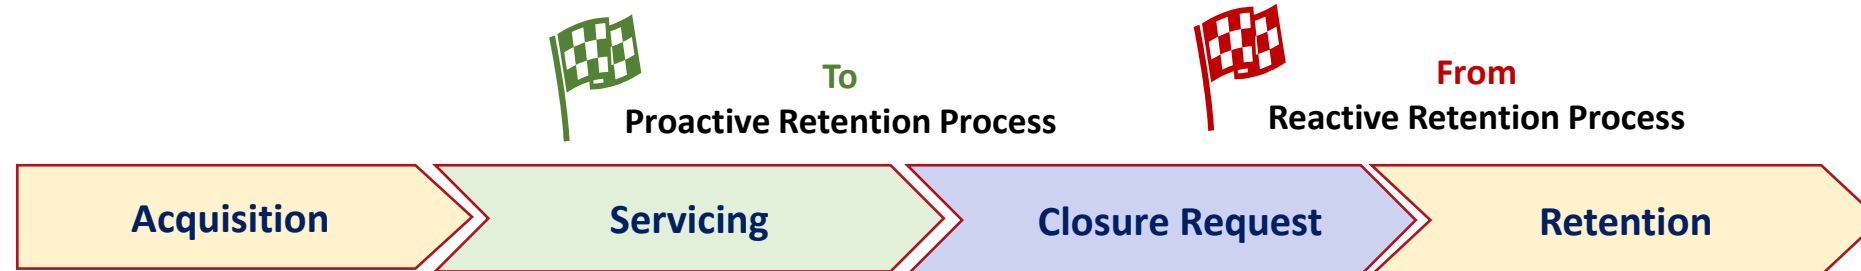 To
Proactive Retention Process
From
Reactive Retention Process
Acquisition
Servicing
Closure Request
Retention